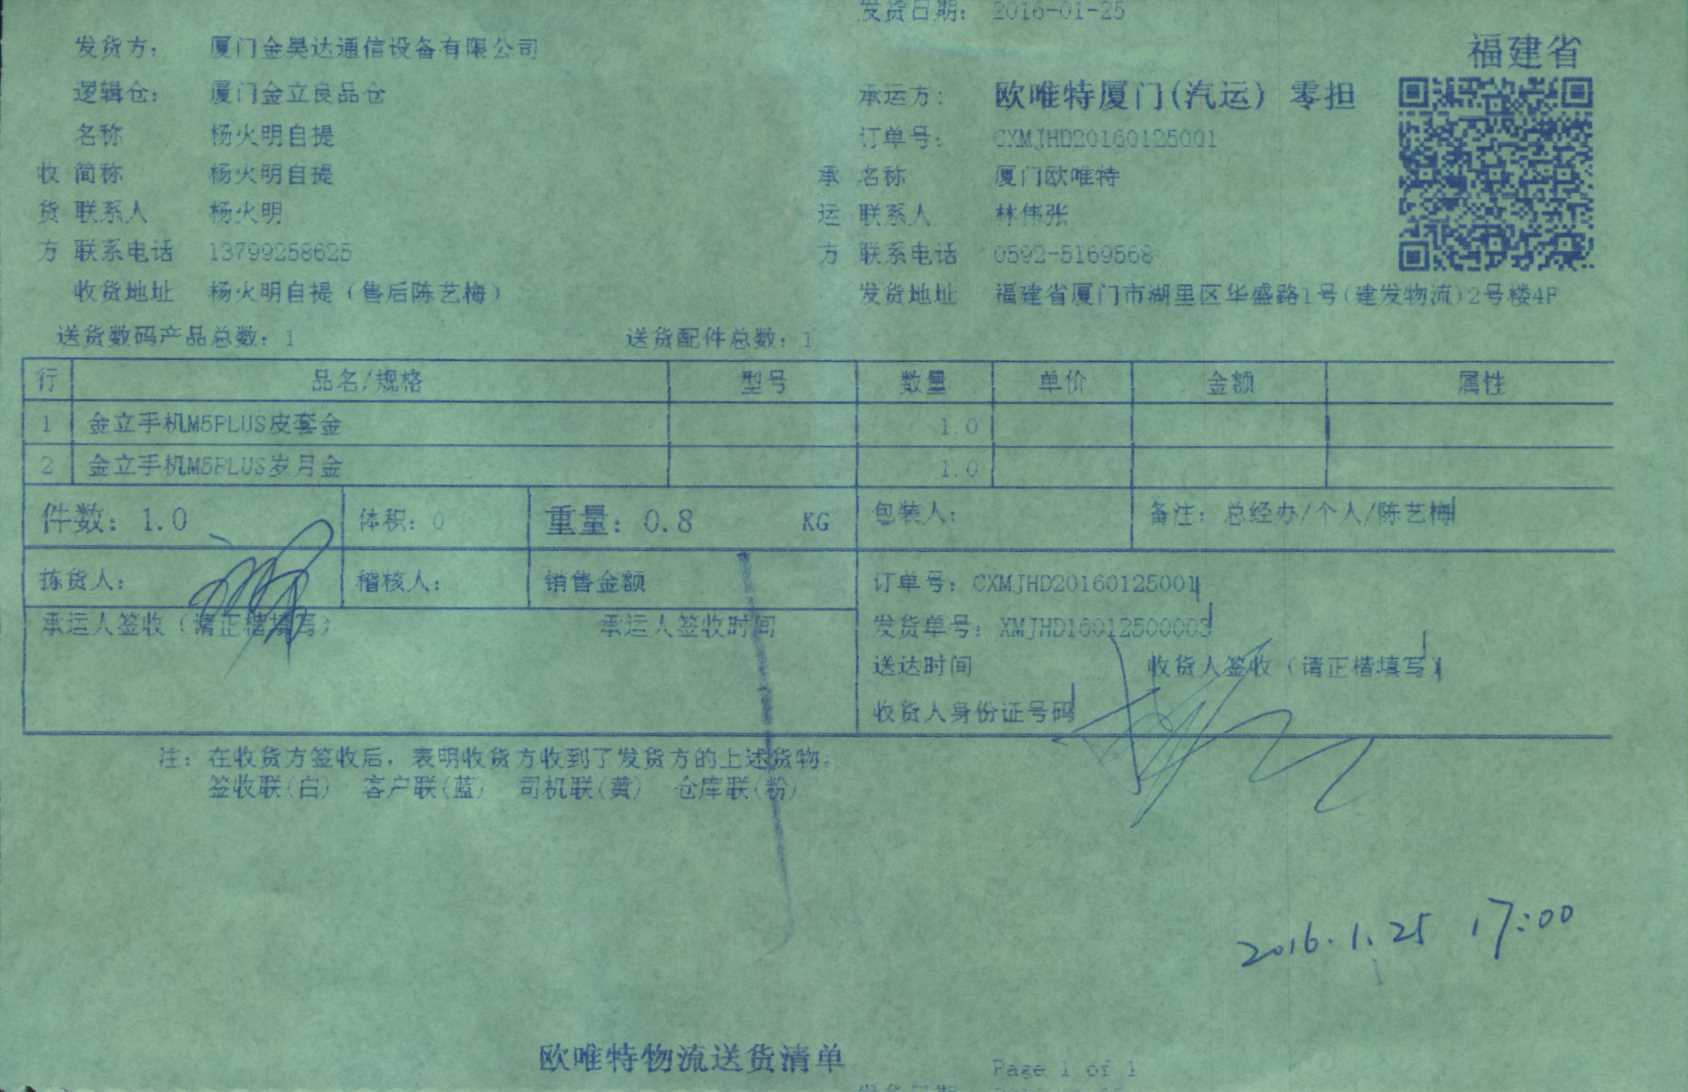 发货日期： 2016-01-25
发货方： 厦门金昊达通信设备有限公司
福建省
逻辑仓： 厦门金立良品仓
承运方： 欧唯特厦门(汽运) 零担
名称 杨火明自提
订单号： CXMJHD20160125001
收 简称 杨火明自提
承 名称 厦门欧唯特
货 联系人 杨火明
运 联系人 林伟张
方 联系电话 13799258625
方 联系电话 0592-5169568
收货地址 杨火明自提（售后陈艺梅）
发货地址 福建省厦门市湖里区华盛路1号(建发物流)2号楼4F
送货数码产品总数：1 送货配件总数：1
行 品名/规格 型号 数量 单价 金额 属性
1 金立手机M5PLUS皮套金 1.0
2 金立手机M5PLUS岁月金 1.0
件数：1.0 体积：0 重量：0.8 KG 包装人： 备注：总经办/个人/陈艺梅
拣货人： 稽核人： 销售金额 订单号：CXMJHD20160125001
承运人签收（请正楷填写） 承运人签收时间 发货单号：XMJHD16012500003
送达时间 收货人签收（请正楷填写）
收货人身份证号码
注：在收货方签收后，表明收货方收到了发货方的上述货物。
签收联(白) 客户联(蓝) 司机联(黄) 仓库联(粉)
2016.1.25 17:00
欧唯特物流送货清单
Page 1 of 1